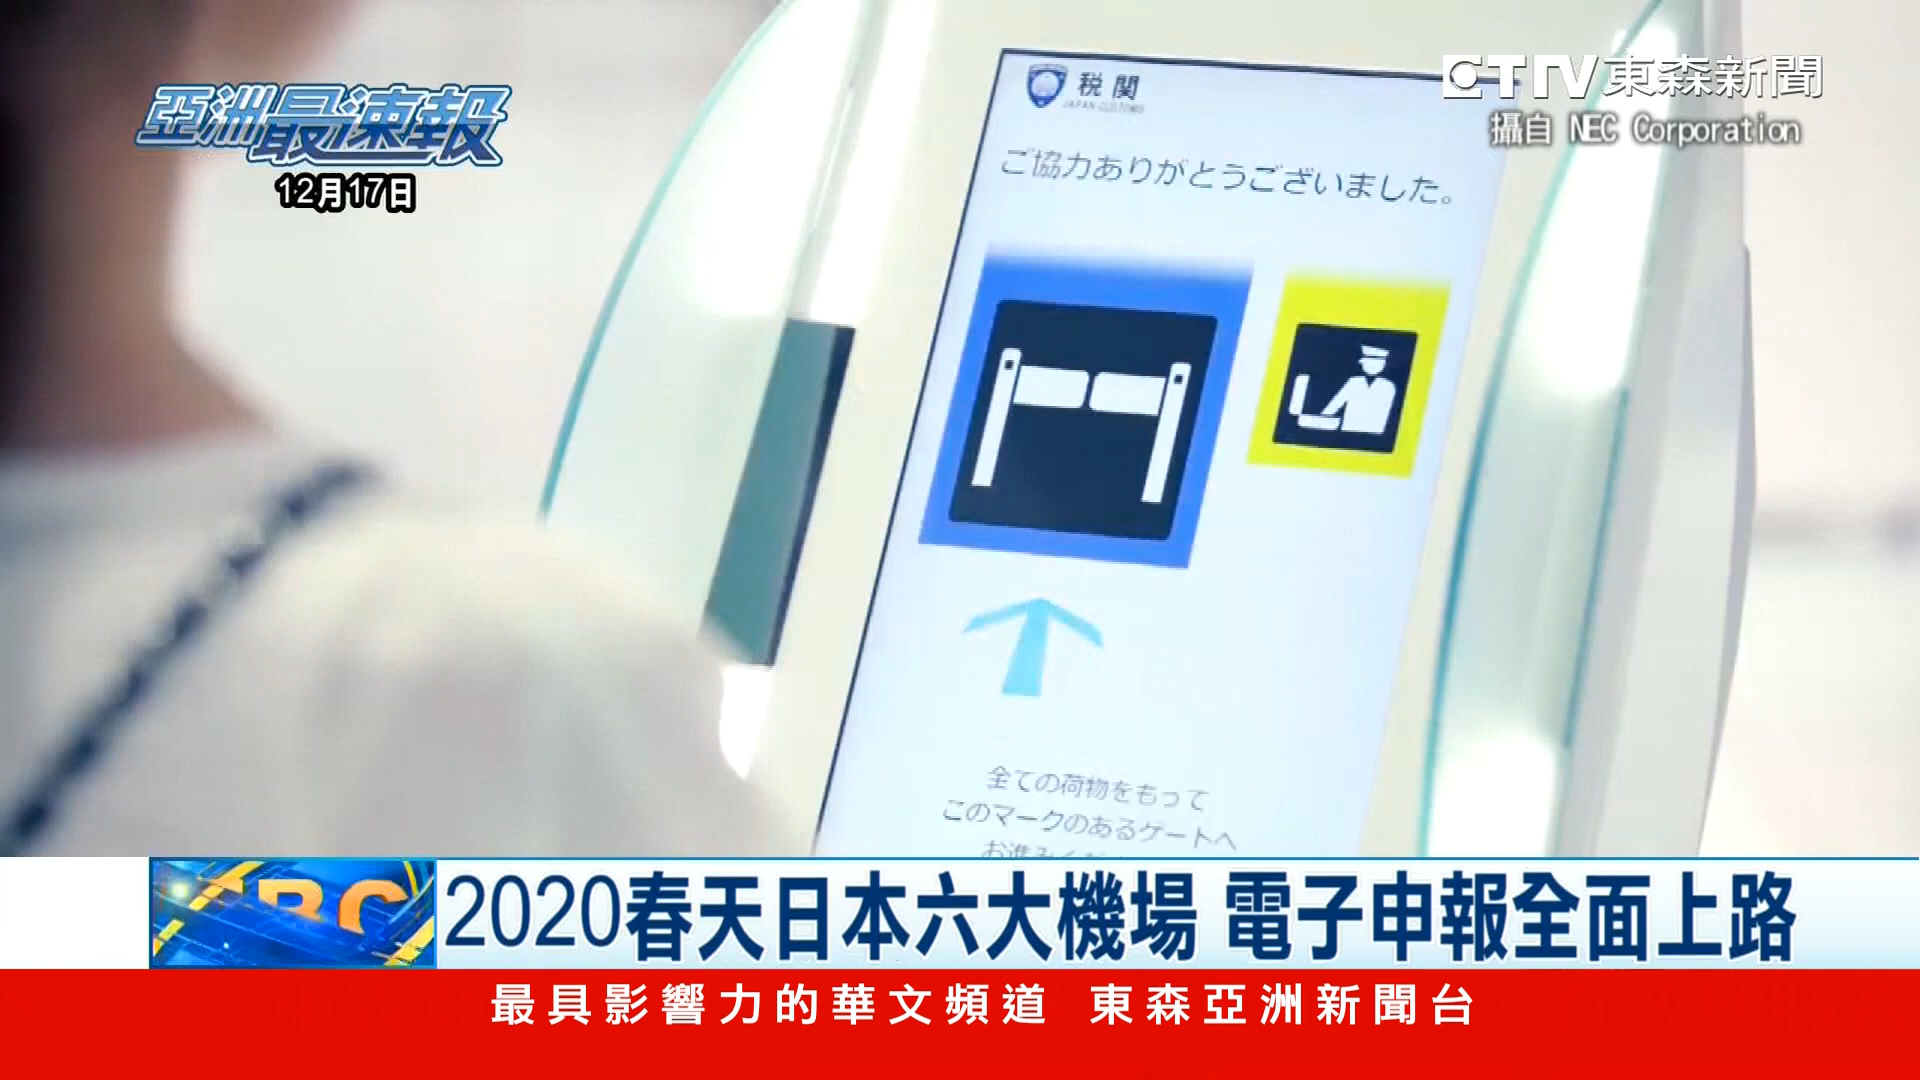 亞洲最速報
12月17日
ETtv東森新聞
攝自 NEC Corporation
税関
JAPAN CUSTOMS
ご協力ありがとうございました。
全ての荷物をもって
このマークのあるゲートへ
2020春天日本六大機場 電子申報全面上路
最具影響力的華文頻道 東森亞洲新聞台